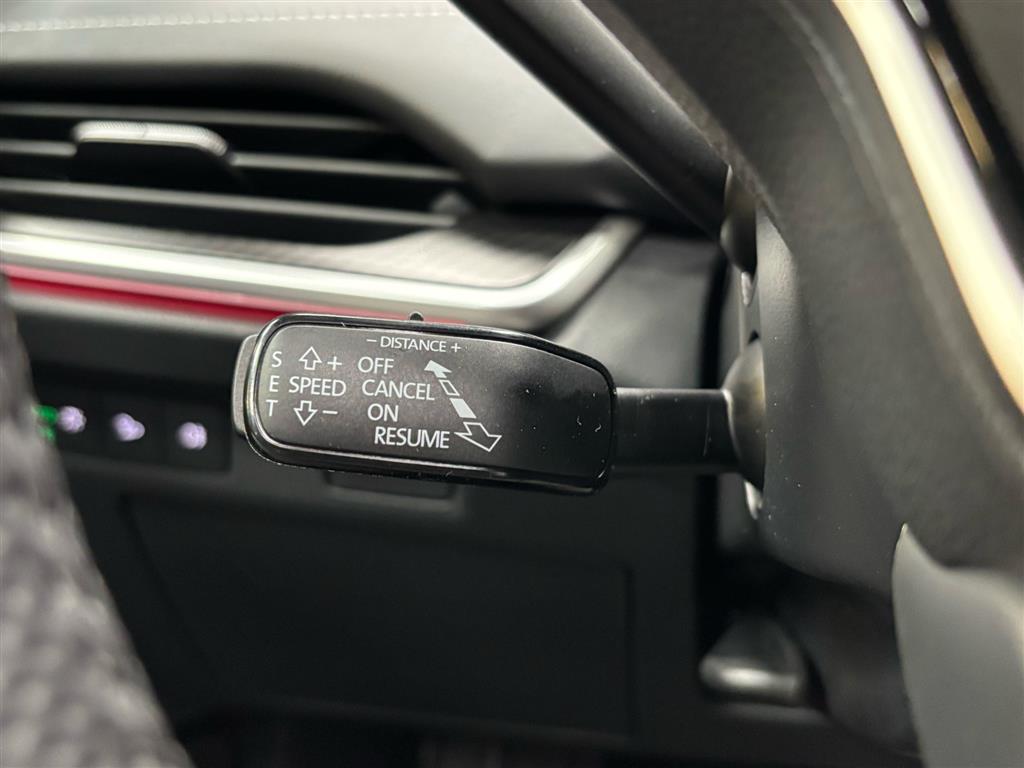 – DISTANCE +
S + OFF
E SPEED CANCEL
T – ON
RESUME